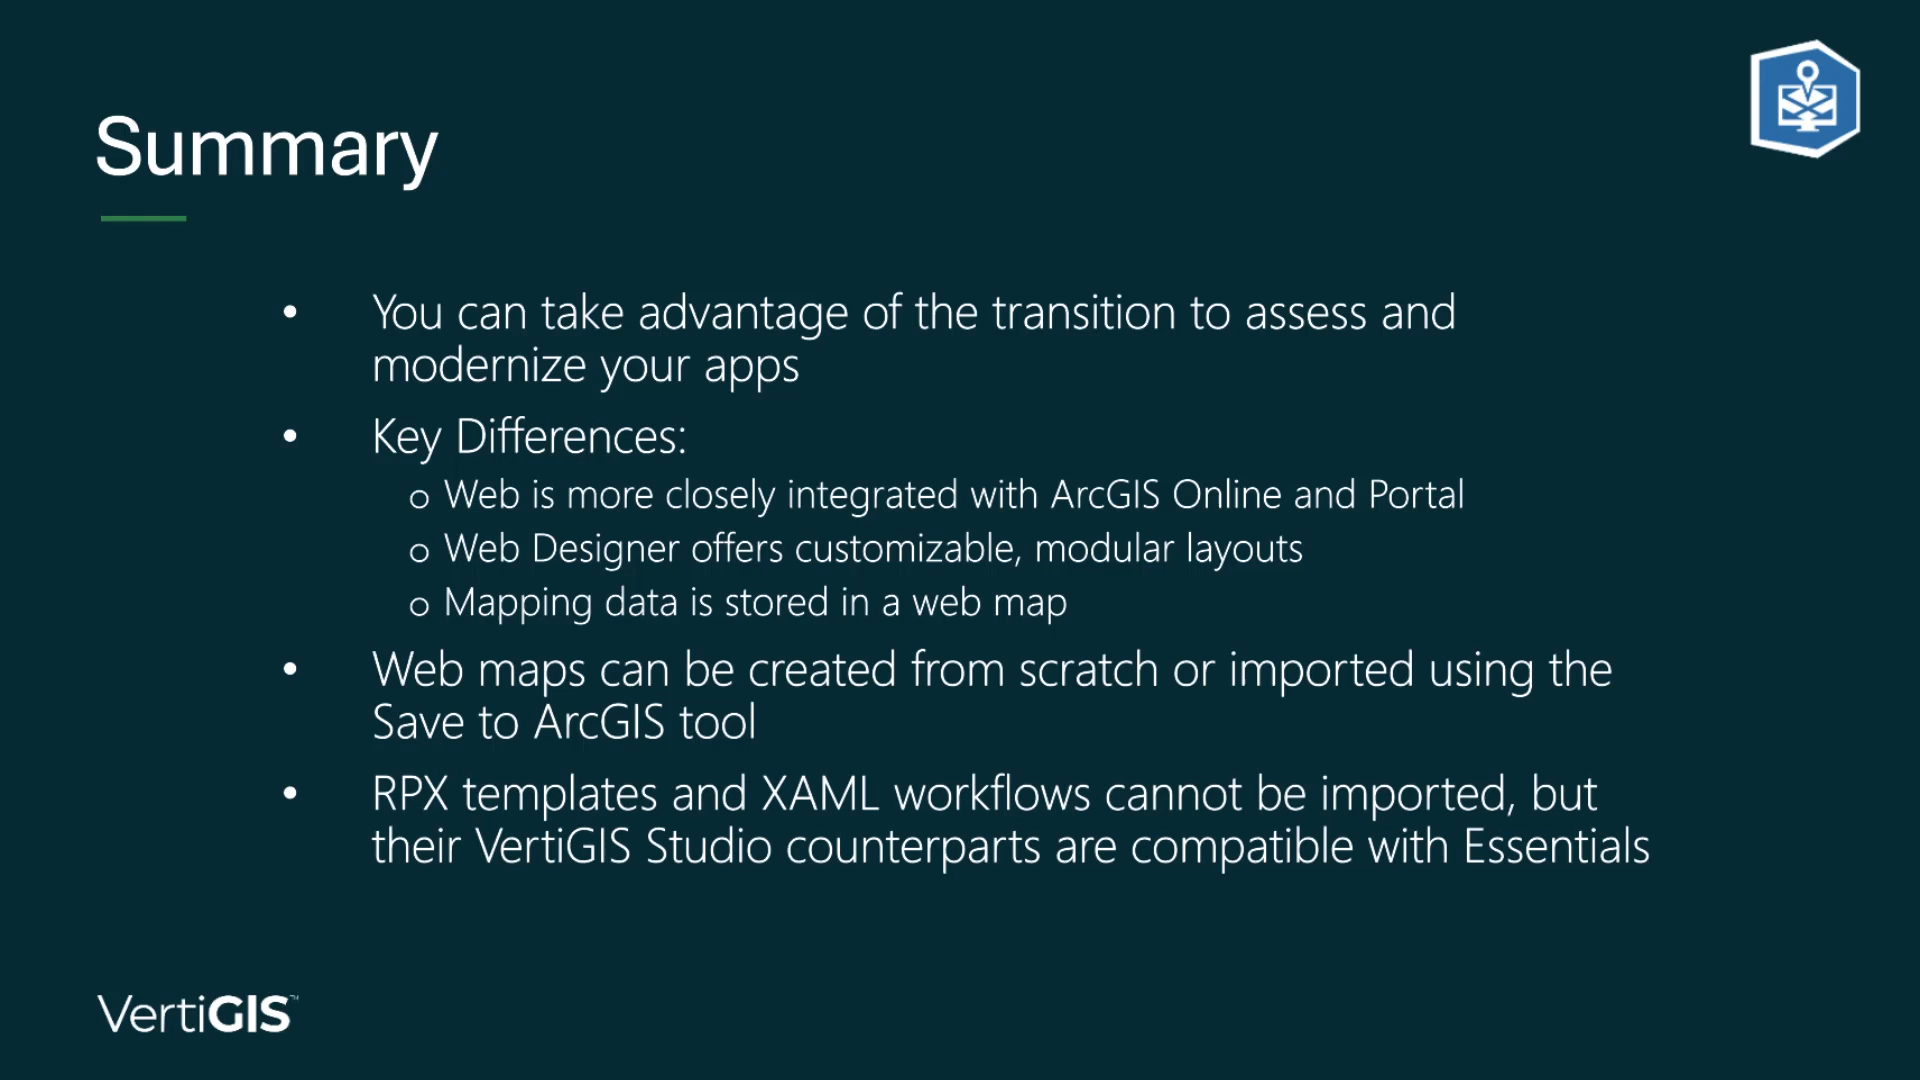 Summary
• You can take advantage of the transition to assess and
modernize your apps
• Key Differences:
o Web is more closely integrated with ArcGIS Online and Portal
o Web Designer offers customizable, modular layouts
o Mapping data is stored in a web map
• Web maps can be created from scratch or imported using the
Save to ArcGIS tool
• RPX templates and XAML workflows cannot be imported, but
their VertiGIS Studio counterparts are compatible with Essentials
VertiGIS™